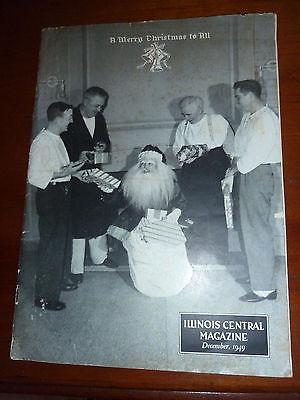 A Merry Christmas to All
ILLINOIS CENTRAL
MAGAZINE
December, 1949